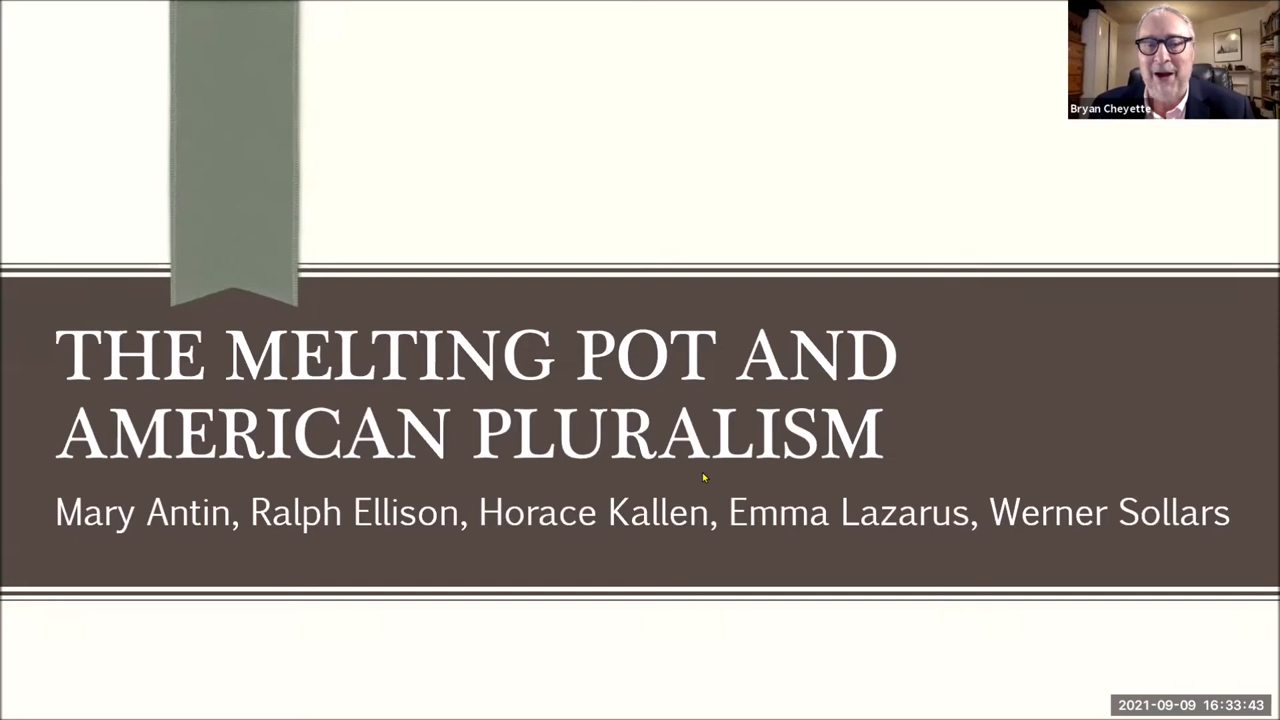 Bryan Cheyette
THE MELTING POT AND
AMERICAN PLURALISM
Mary Antin, Ralph Ellison, Horace Kallen, Emma Lazarus, Werner Sollars
2021-09-09 16:33:43